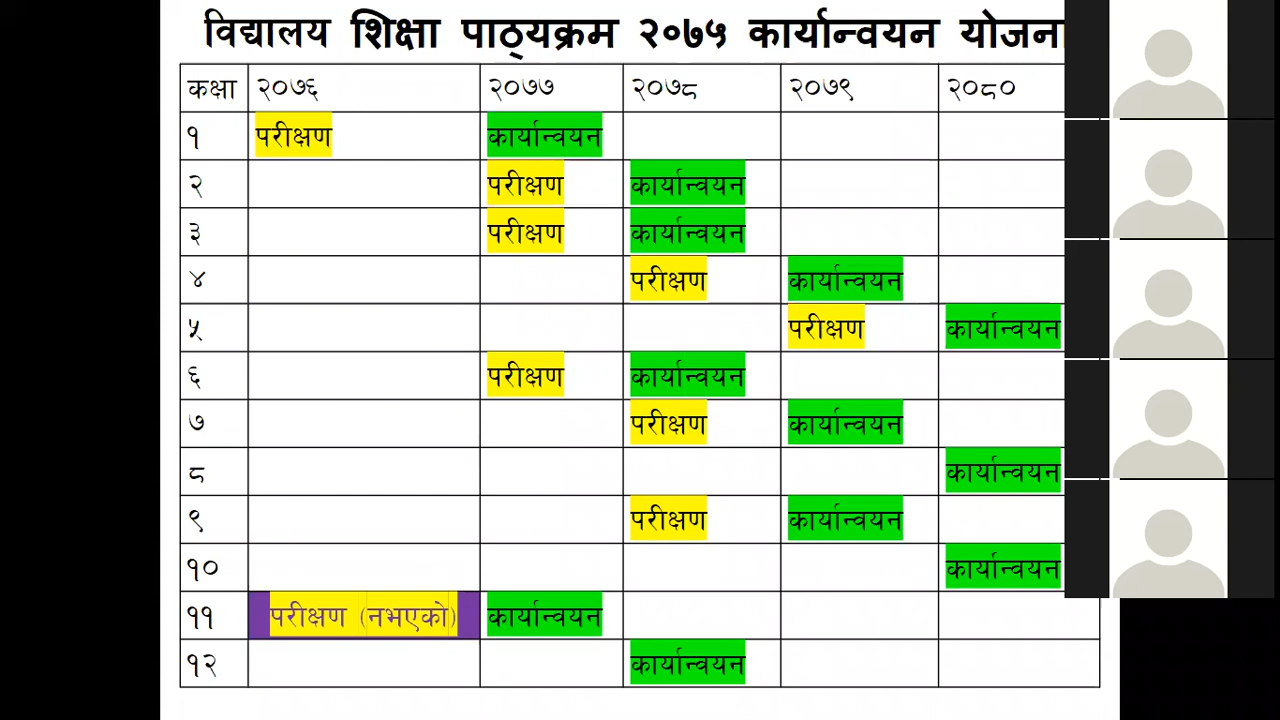 विद्यालय शिक्षा पाठ्यक्रम २०७५ कार्यान्वयन योजना
कक्षा २०७६ २०७७ २०७८ २०७९ २०८०
१ परीक्षण कार्यान्वयन
२ परीक्षण कार्यान्वयन
३ परीक्षण कार्यान्वयन
४ परीक्षण कार्यान्वयन
५ परीक्षण कार्यान्वयन
६ परीक्षण कार्यान्वयन
७ परीक्षण कार्यान्वयन
८ कार्यान्वयन
९ परीक्षण कार्यान्वयन
१० कार्यान्वयन
११ परीक्षण (नभएको) कार्यान्वयन
१२ कार्यान्वयन